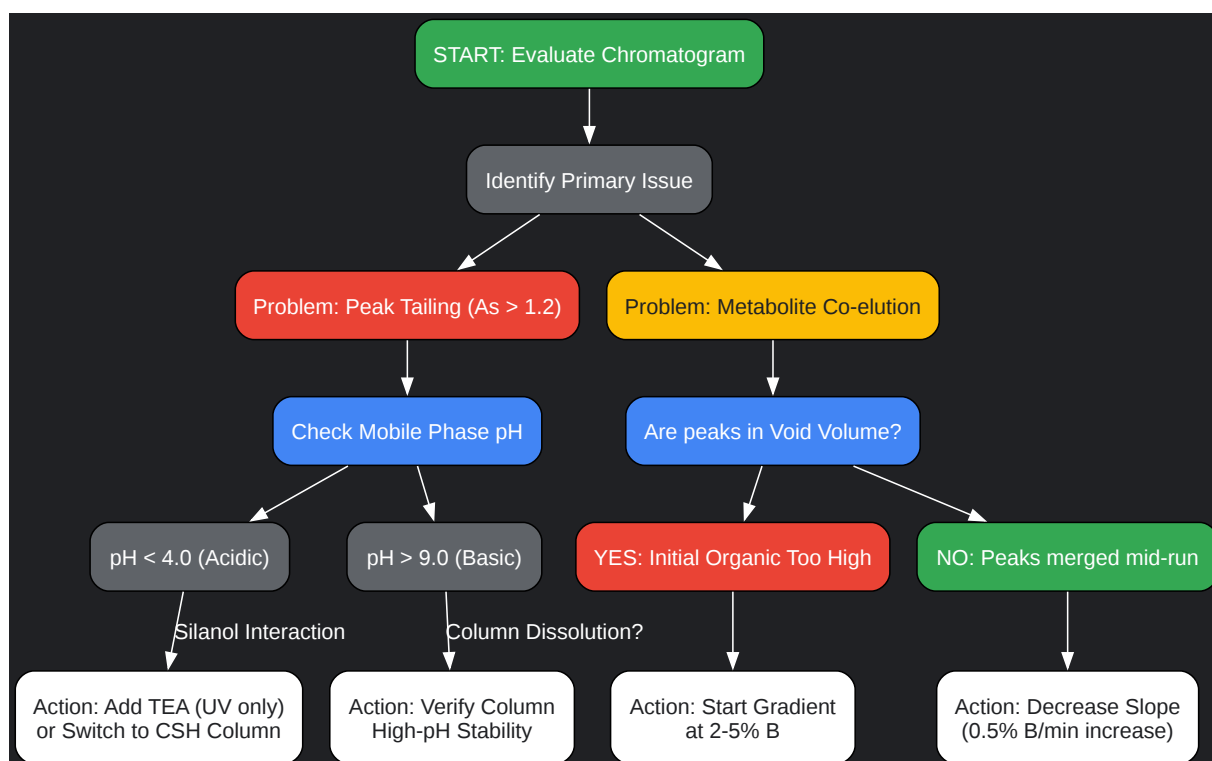 START: Evaluate Chromatogram
Identify Primary Issue
Problem: Peak Tailing (As > 1.2)
Problem: Metabolite Co-elution
Check Mobile Phase pH
Are peaks in Void Volume?
pH < 4.0 (Acidic)
pH > 9.0 (Basic)
YES: Initial Organic Too High
NO: Peaks merged mid-run
Silanol Interaction
Column Dissolution?
Action: Add TEA (UV only)
or Switch to CSH Column
Action: Verify Column
High-pH Stability
Action: Start Gradient
at 2-5% B
Action: Decrease Slope
(0.5% B/min increase)